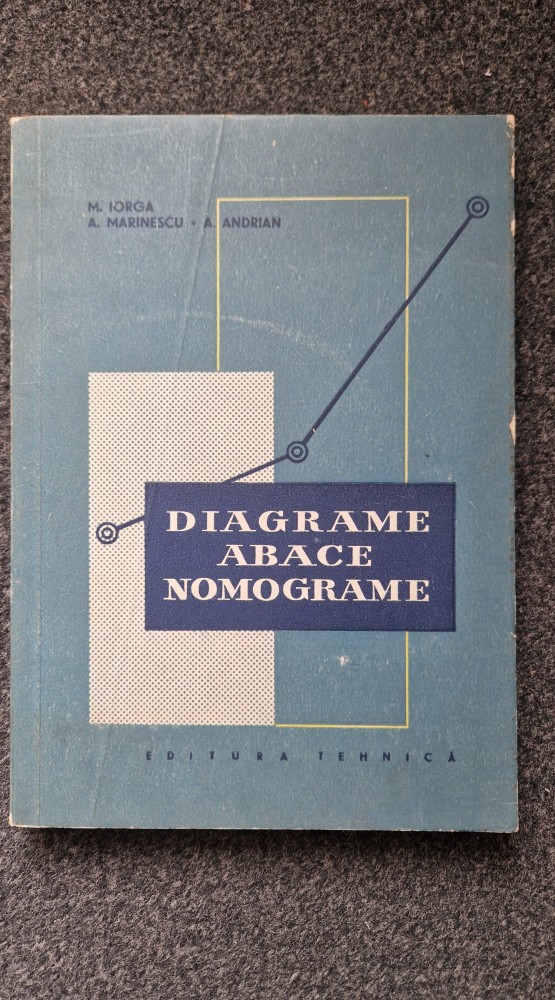 M. IORGA
A. MARINESCU • A. ANDRIAN
DIAGRAME
ABACE
NOMOGRAME
EDITURA TEHNICĂ